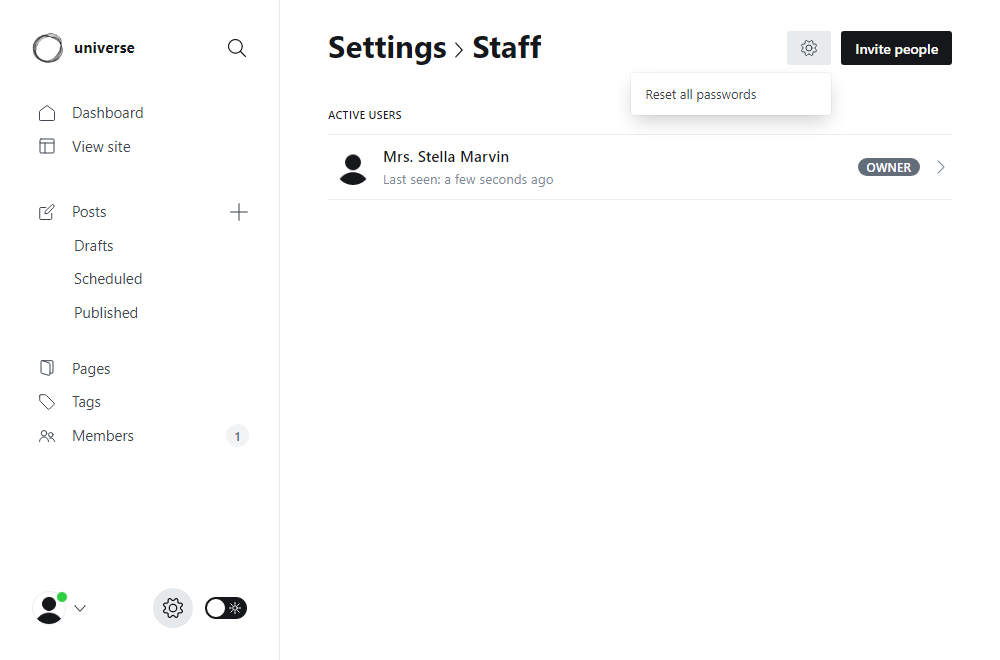 universe
Dashboard
View site
Posts
Drafts
Scheduled
Published
Pages
Tags
Members
1
Settings > Staff
Invite people
Reset all passwords
ACTIVE USERS
Mrs. Stella Marvin
Last seen: a few seconds ago
OWNER